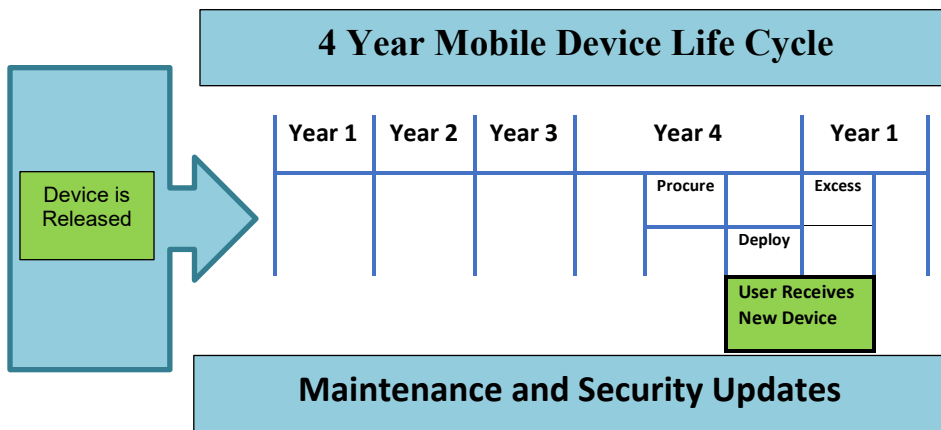 4 Year Mobile Device Life Cycle
Device is
Released
Year 1 Year 2 Year 3 Year 4 Year 1
Procure Excess
Deploy
User Receives
New Device
Maintenance and Security Updates